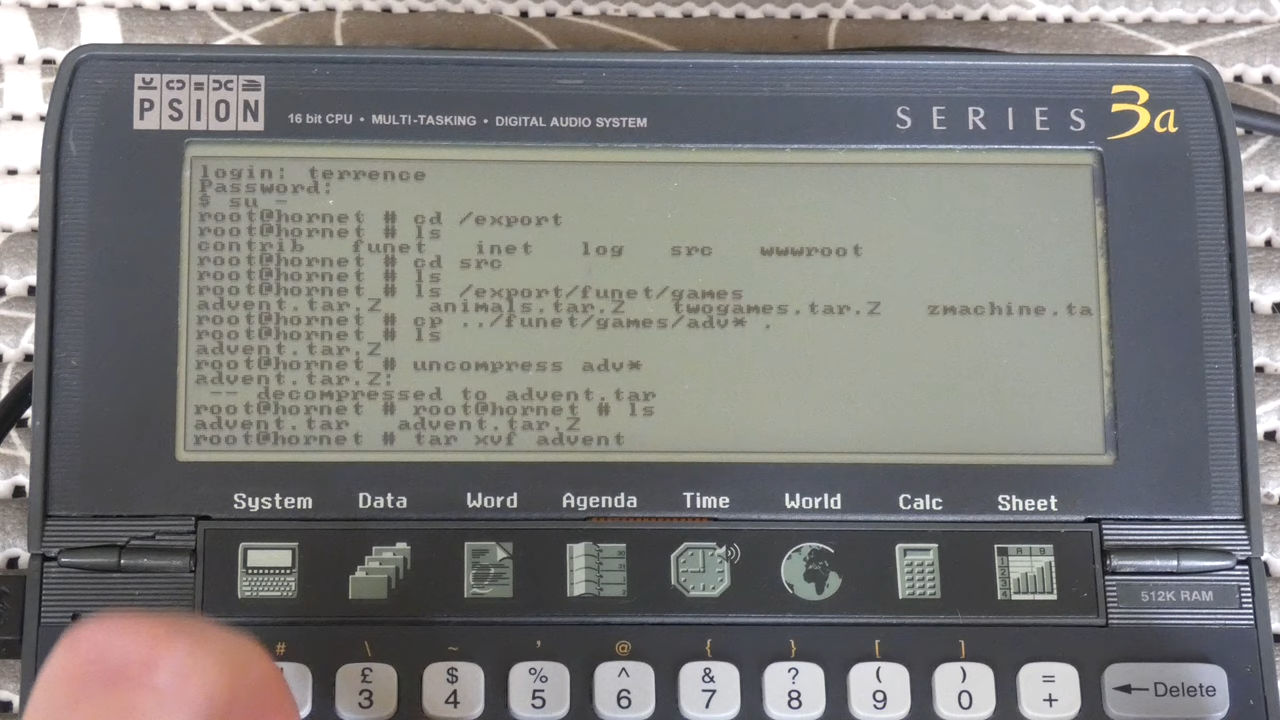 PSION
16 bit CPU • MULTI-TASKING • DIGITAL AUDIO SYSTEM
SERIES 3a
login: terrence
Password:
$ su -
root@hornet # cd /export
root@hornet # ls
contrib funet inet log src wwwroot
root@hornet # cd src
root@hornet # ls
root@hornet # ls /export/funet/games
advent.tar.Z animals.tar.Z twogames.tar.Z zmachine.ta
root@hornet # cp ../funet/games/adv* .
root@hornet # ls
advent.tar.Z
root@hornet # uncompress adv*
advent.tar.Z:
-- decompressed to advent.tar
root@hornet # root@hornet # ls
advent.tar advent.tar.Z
root@hornet # tar xvf advent
System Data Word Agenda Time World Calc Sheet
512K RAM
# \ ~ ' @ { } [ ]
£ $ % ^ & ? ( ) =
3 4 5 6 7 8 9 0 + ← Delete